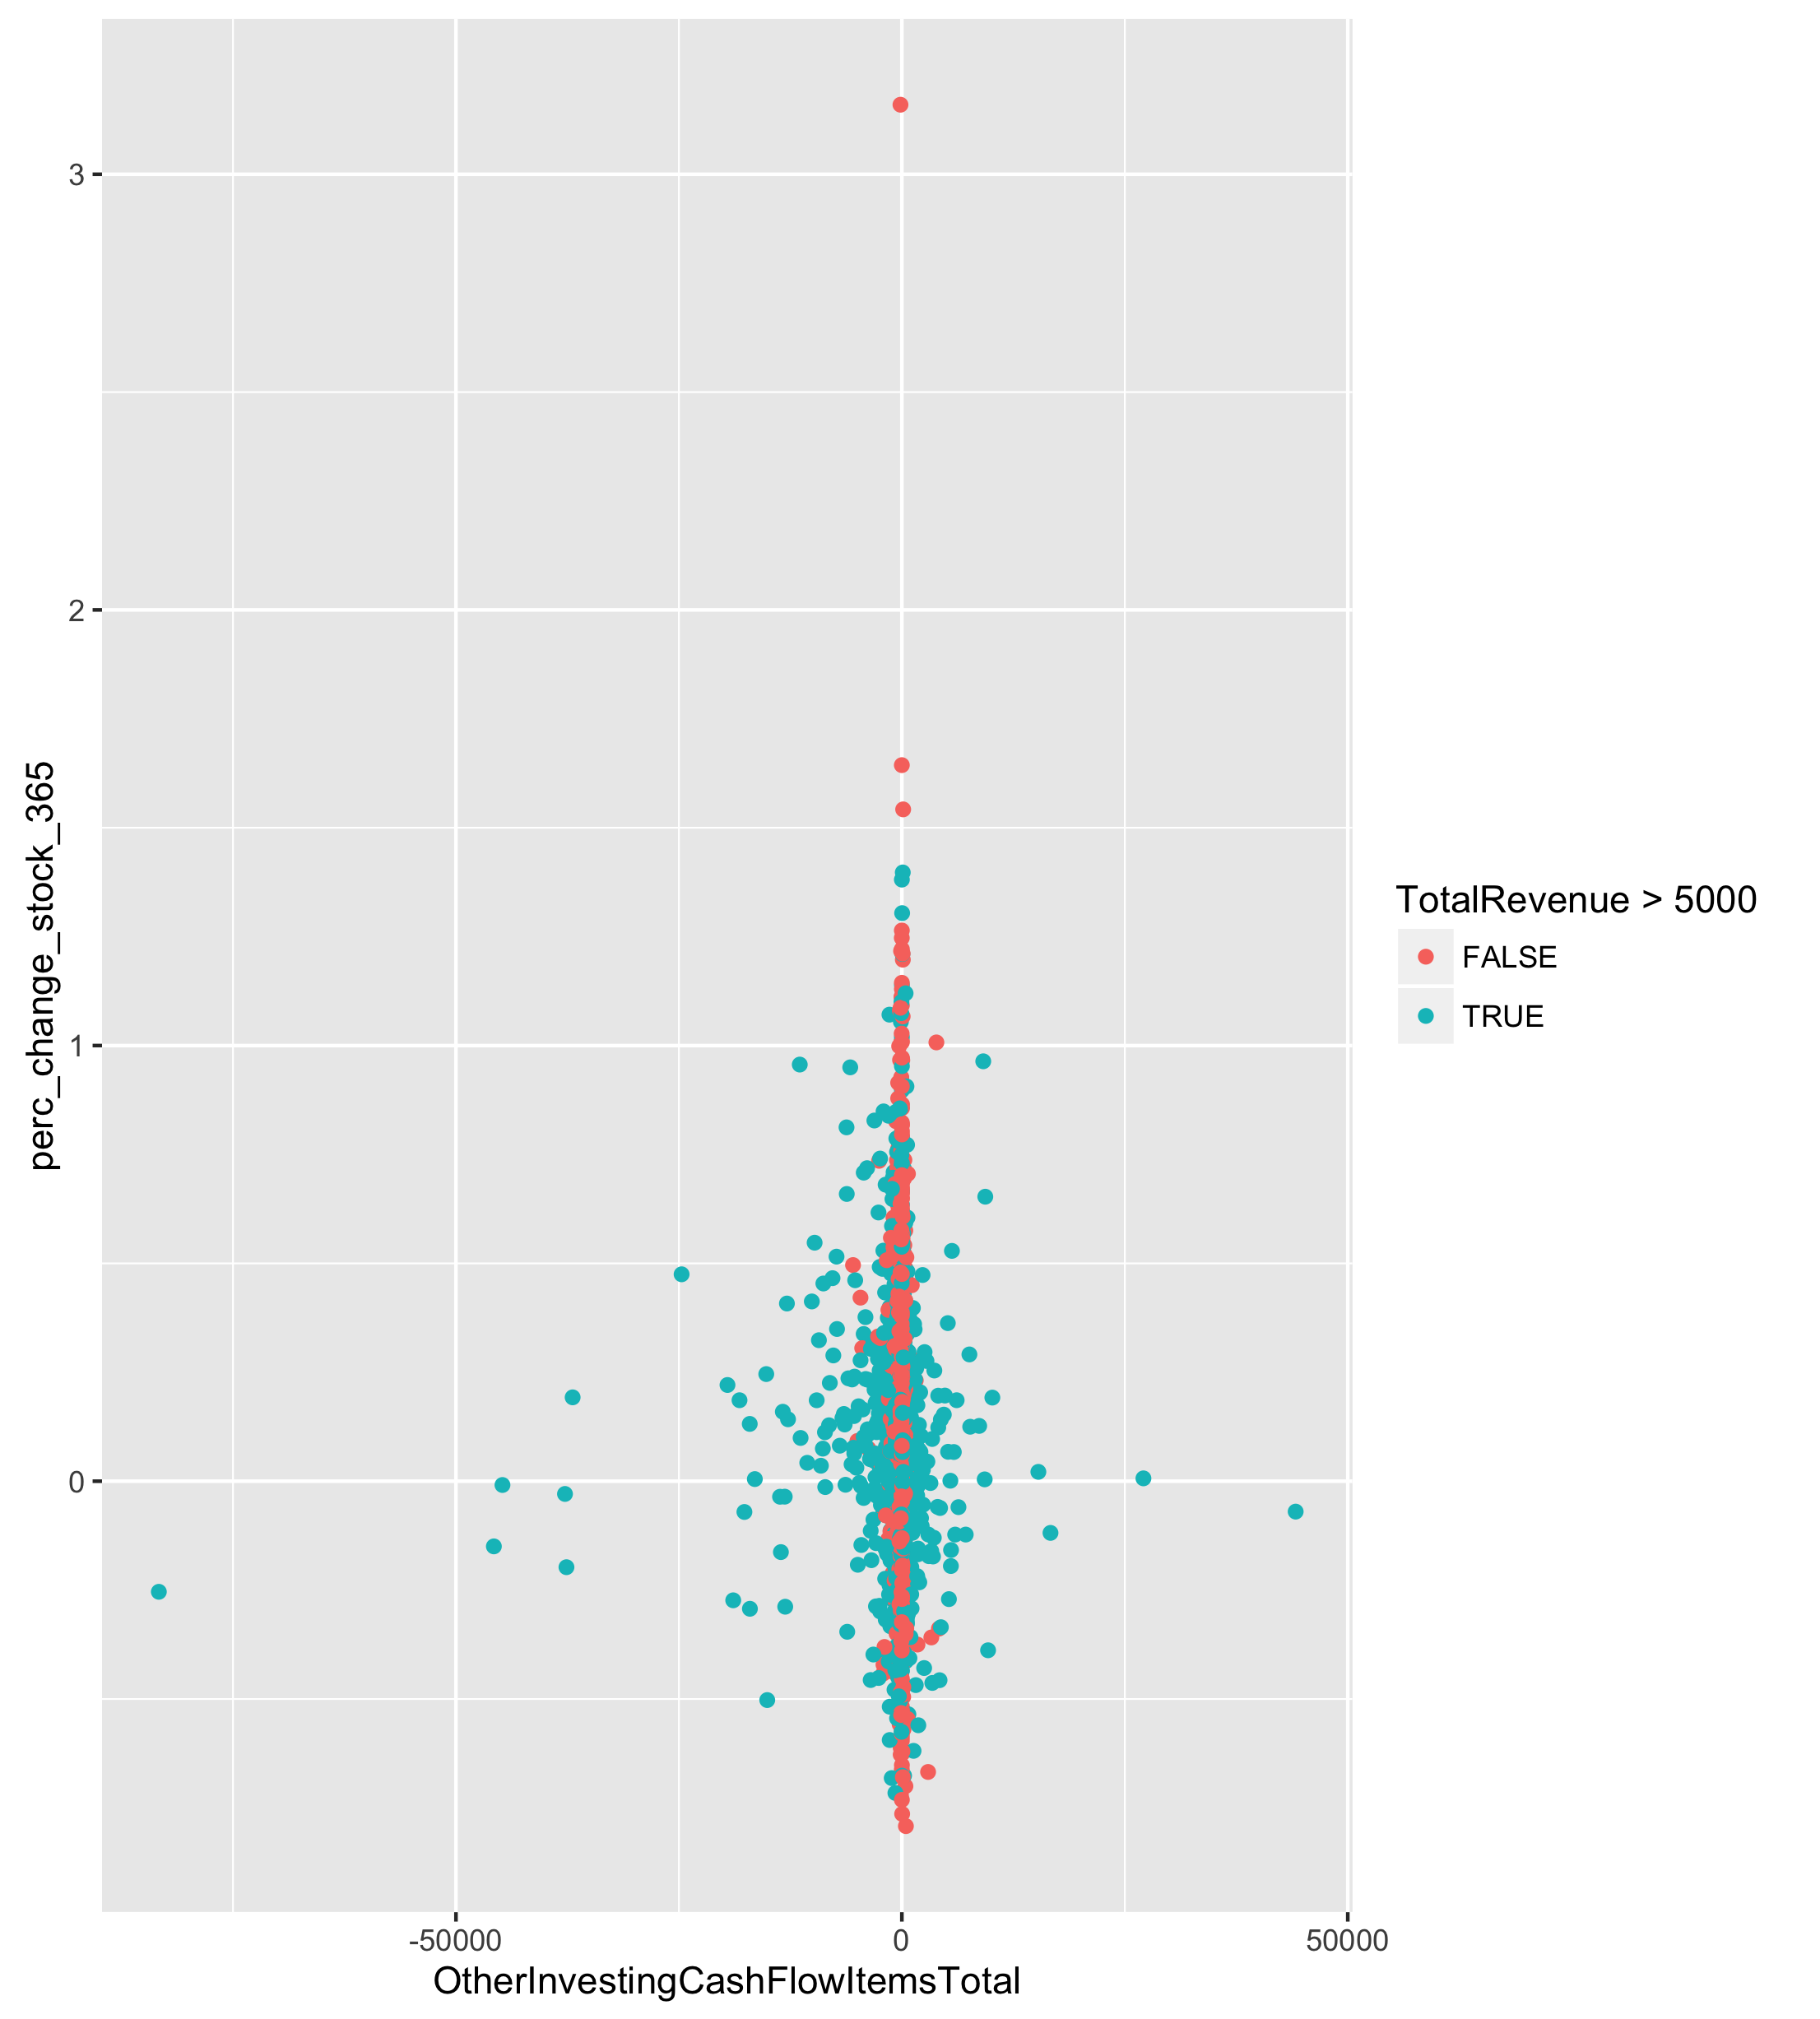 perc_change_stock_365
3
2
1
0
-50000
0
50000
OtherInvestingCashFlowItemsTotal
TotalRevenue > 5000
FALSE
TRUE